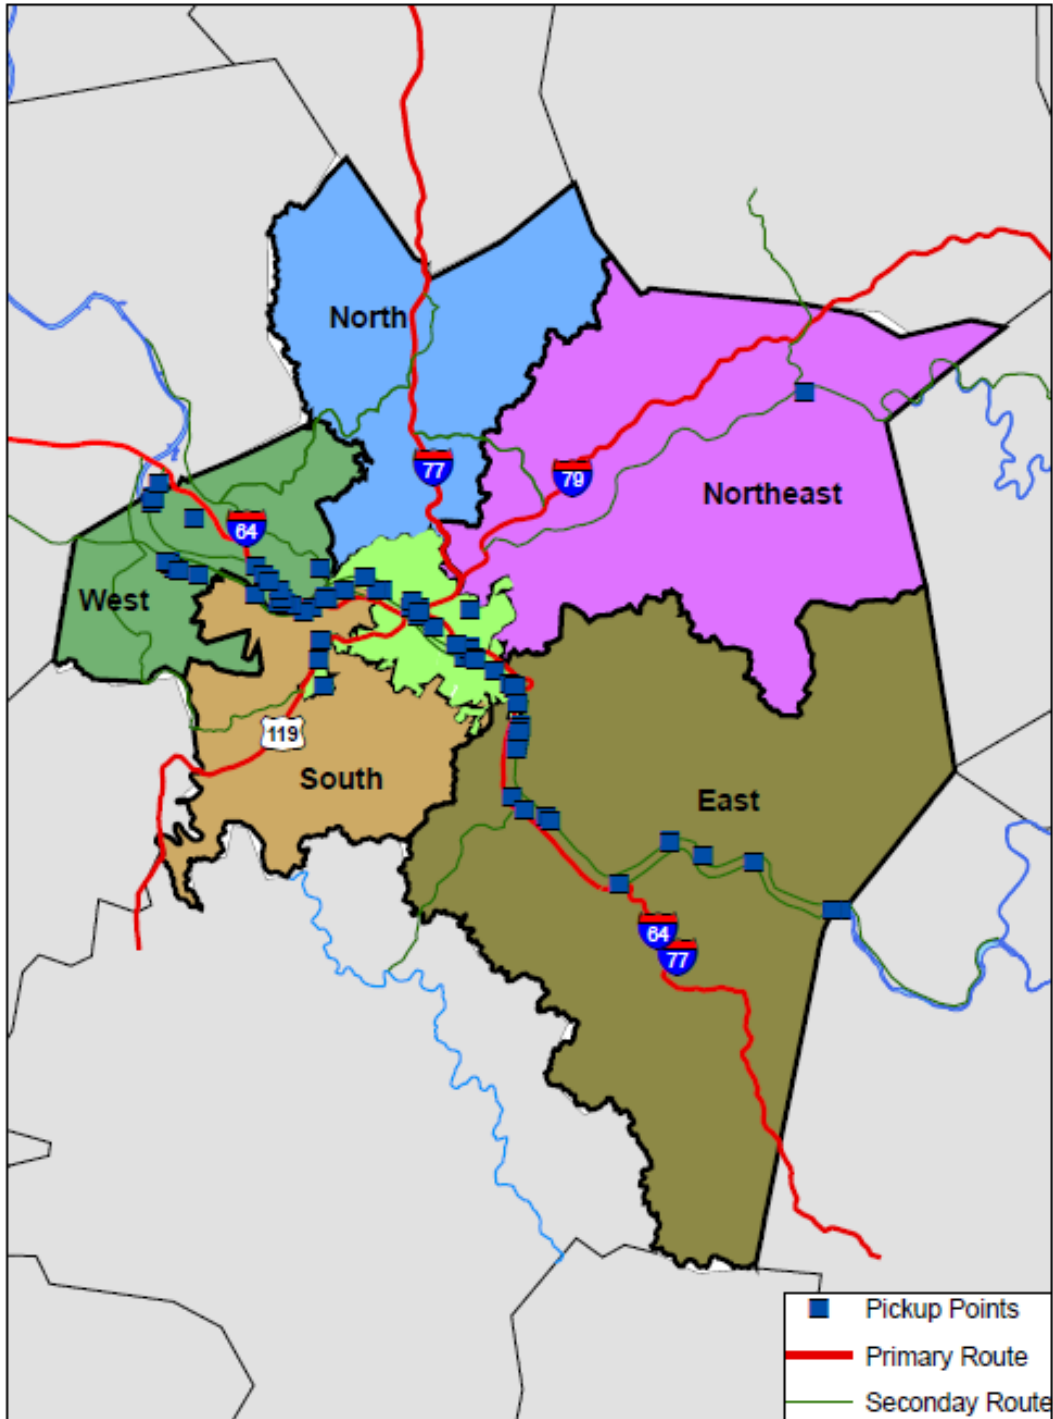 North
77
79
Northeast
64
West
119
South
East
64
77
Pickup Points
Primary Route
Seconday Route